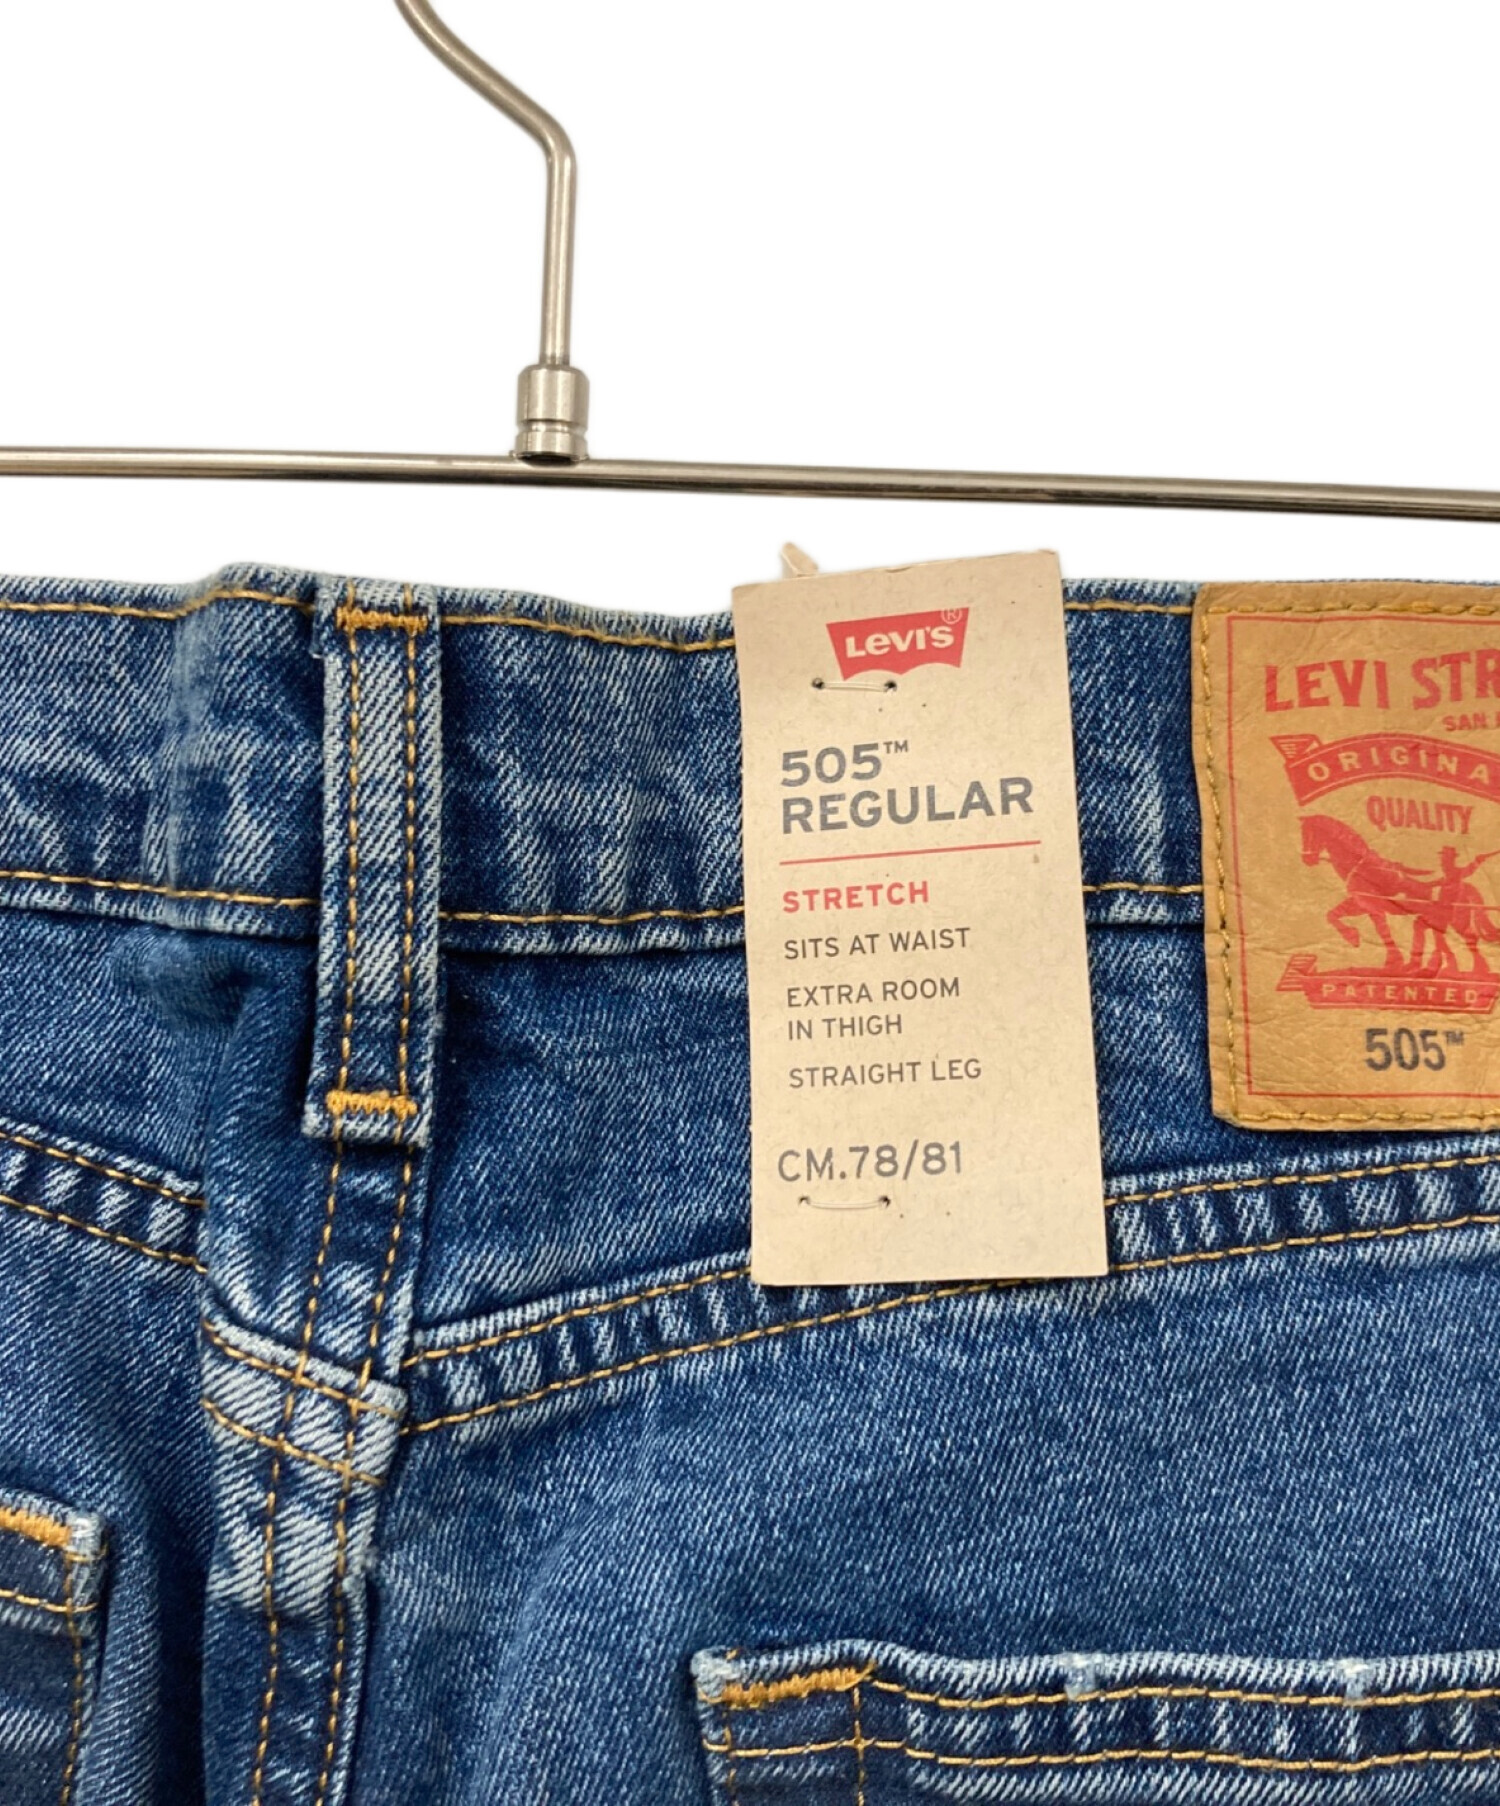 LEVI'S®
505™
REGULAR
STRETCH
SITS AT WAIST
EXTRA ROOM
IN THIGH
STRAIGHT LEG
CM.78/81
LEVI STR
SAN
ORIGINA
QUALITY
PATENTED
505™